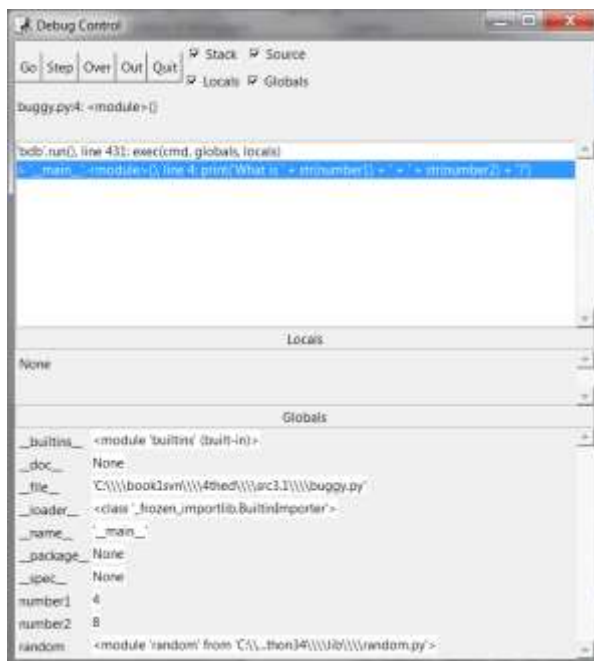 Debug Control
Go Step Over Out Quit Stack Source
Locals Globals
buggy.py:4: <module>()
'bdb'.run(), line 431: exec(cmd, globals, locals)
> '__main__'.<module>(), line 4: print('What is ' + str(number1) + ' + ' + str(number2) + '?')
Locals
None
Globals
__builtins__ <module 'builtins' (built-in)>
__doc__ None
__file__ 'C:\\\\book1svn\\\\4thed\\\\src3.1\\\\buggy.py'
__loader__ <class '_frozen_importlib.BuiltinImporter'>
__name__ '__main__'
__package__ None
__spec__ None
number1 4
number2 8
random <module 'random' from 'C:\\...thon34\\\\lib\\\\random.py'>